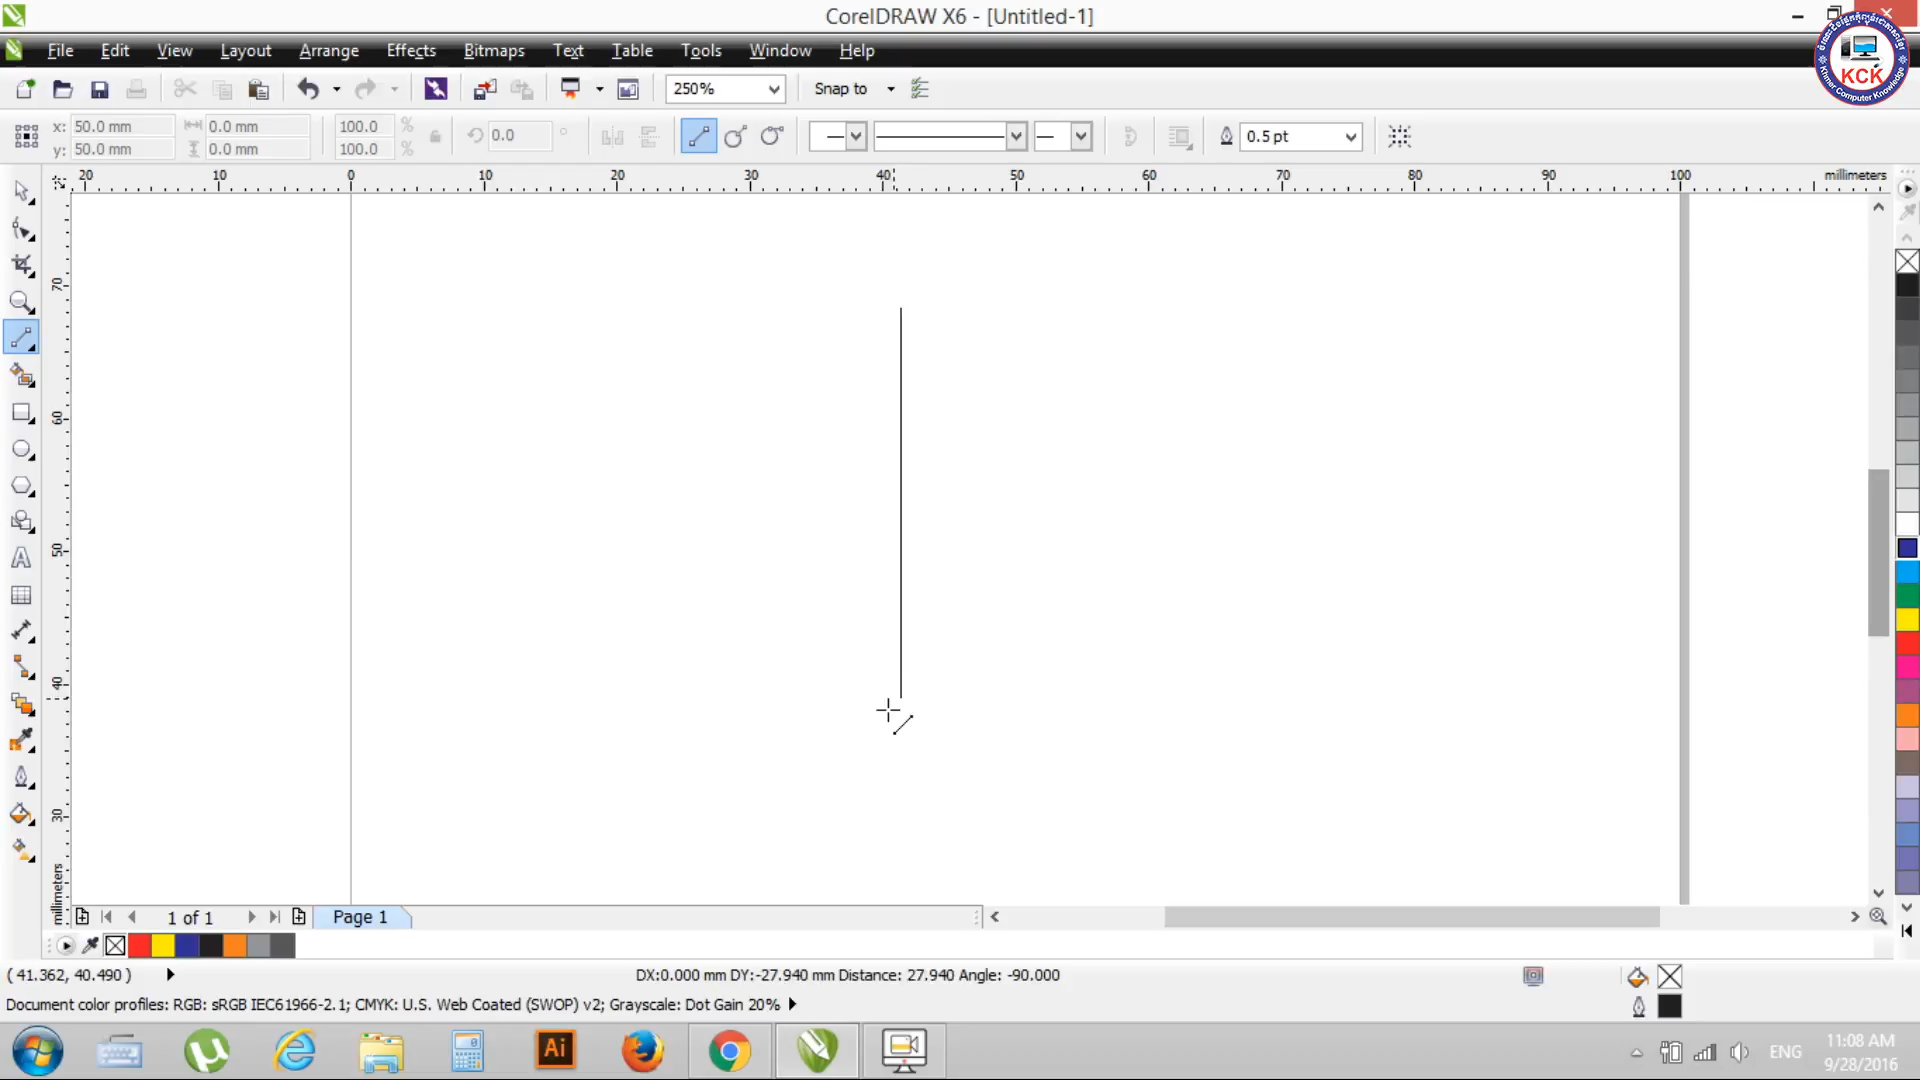 CorelDRAW X6 - [Untitled-1]
File Edit View Layout Arrange Effects Bitmaps Text Table Tools Window Help
KCK
Khmer Computer Knowledge
250% Snap to
x: 50.0 mm 0.0 mm 100.0 % 0.0 ° 0.5 pt
y: 50.0 mm 0.0 mm 100.0 %
20 10 0 10 20 30 40 50 60 70 80 90 100 millimeters
70
60
50
40
30
millimeters
1 of 1 Page 1
( 41.362, 40.490 ) DX:0.000 mm DY:-27.940 mm Distance: 27.940 Angle: -90.000
Document color profiles: RGB: sRGB IEC61966-2.1; CMYK: U.S. Web Coated (SWOP) v2; Grayscale: Dot Gain 20%
Ai
ENG
11:08 AM
9/28/2016